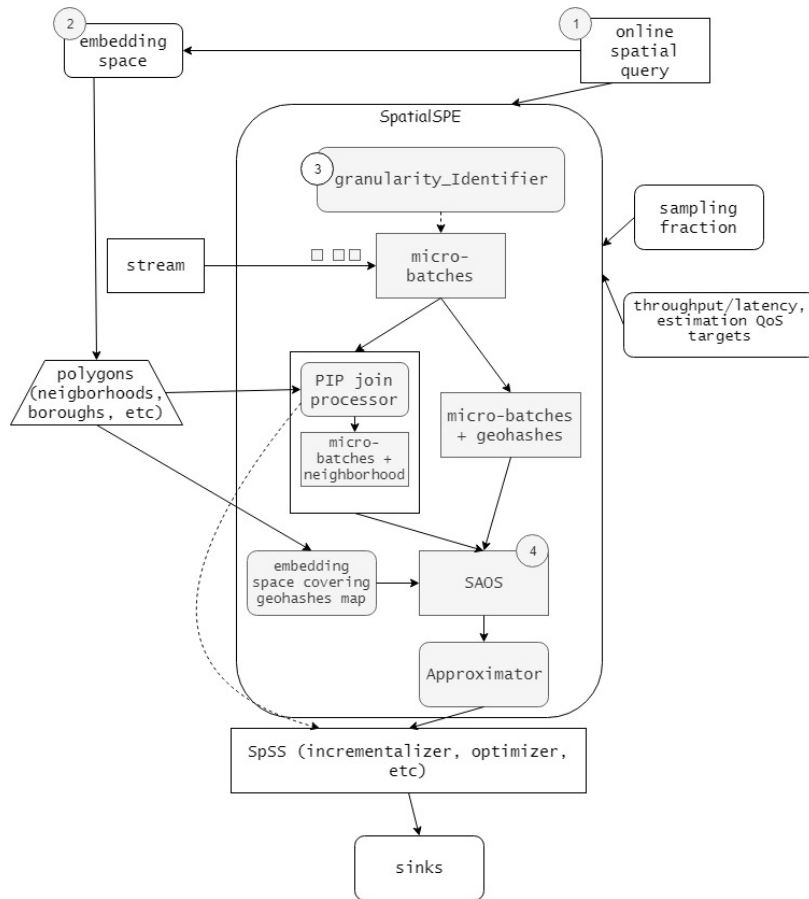 2
embedding
space
1
online
spatial
query
SpatialSPE
3
granularity_Identifier
sampling
fraction
stream
micro-
batches
throughput/latency,
estimation QoS
targets
polygons
(neigborhoods,
boroughs, etc)
PIP join
processor
micro-batches
+ geohashes
micro-
batches +
neighborhood
4
embedding
space covering
geohashes map
SAOS
Approximator
SpSS (incrementalizer, optimizer,
etc)
sinks